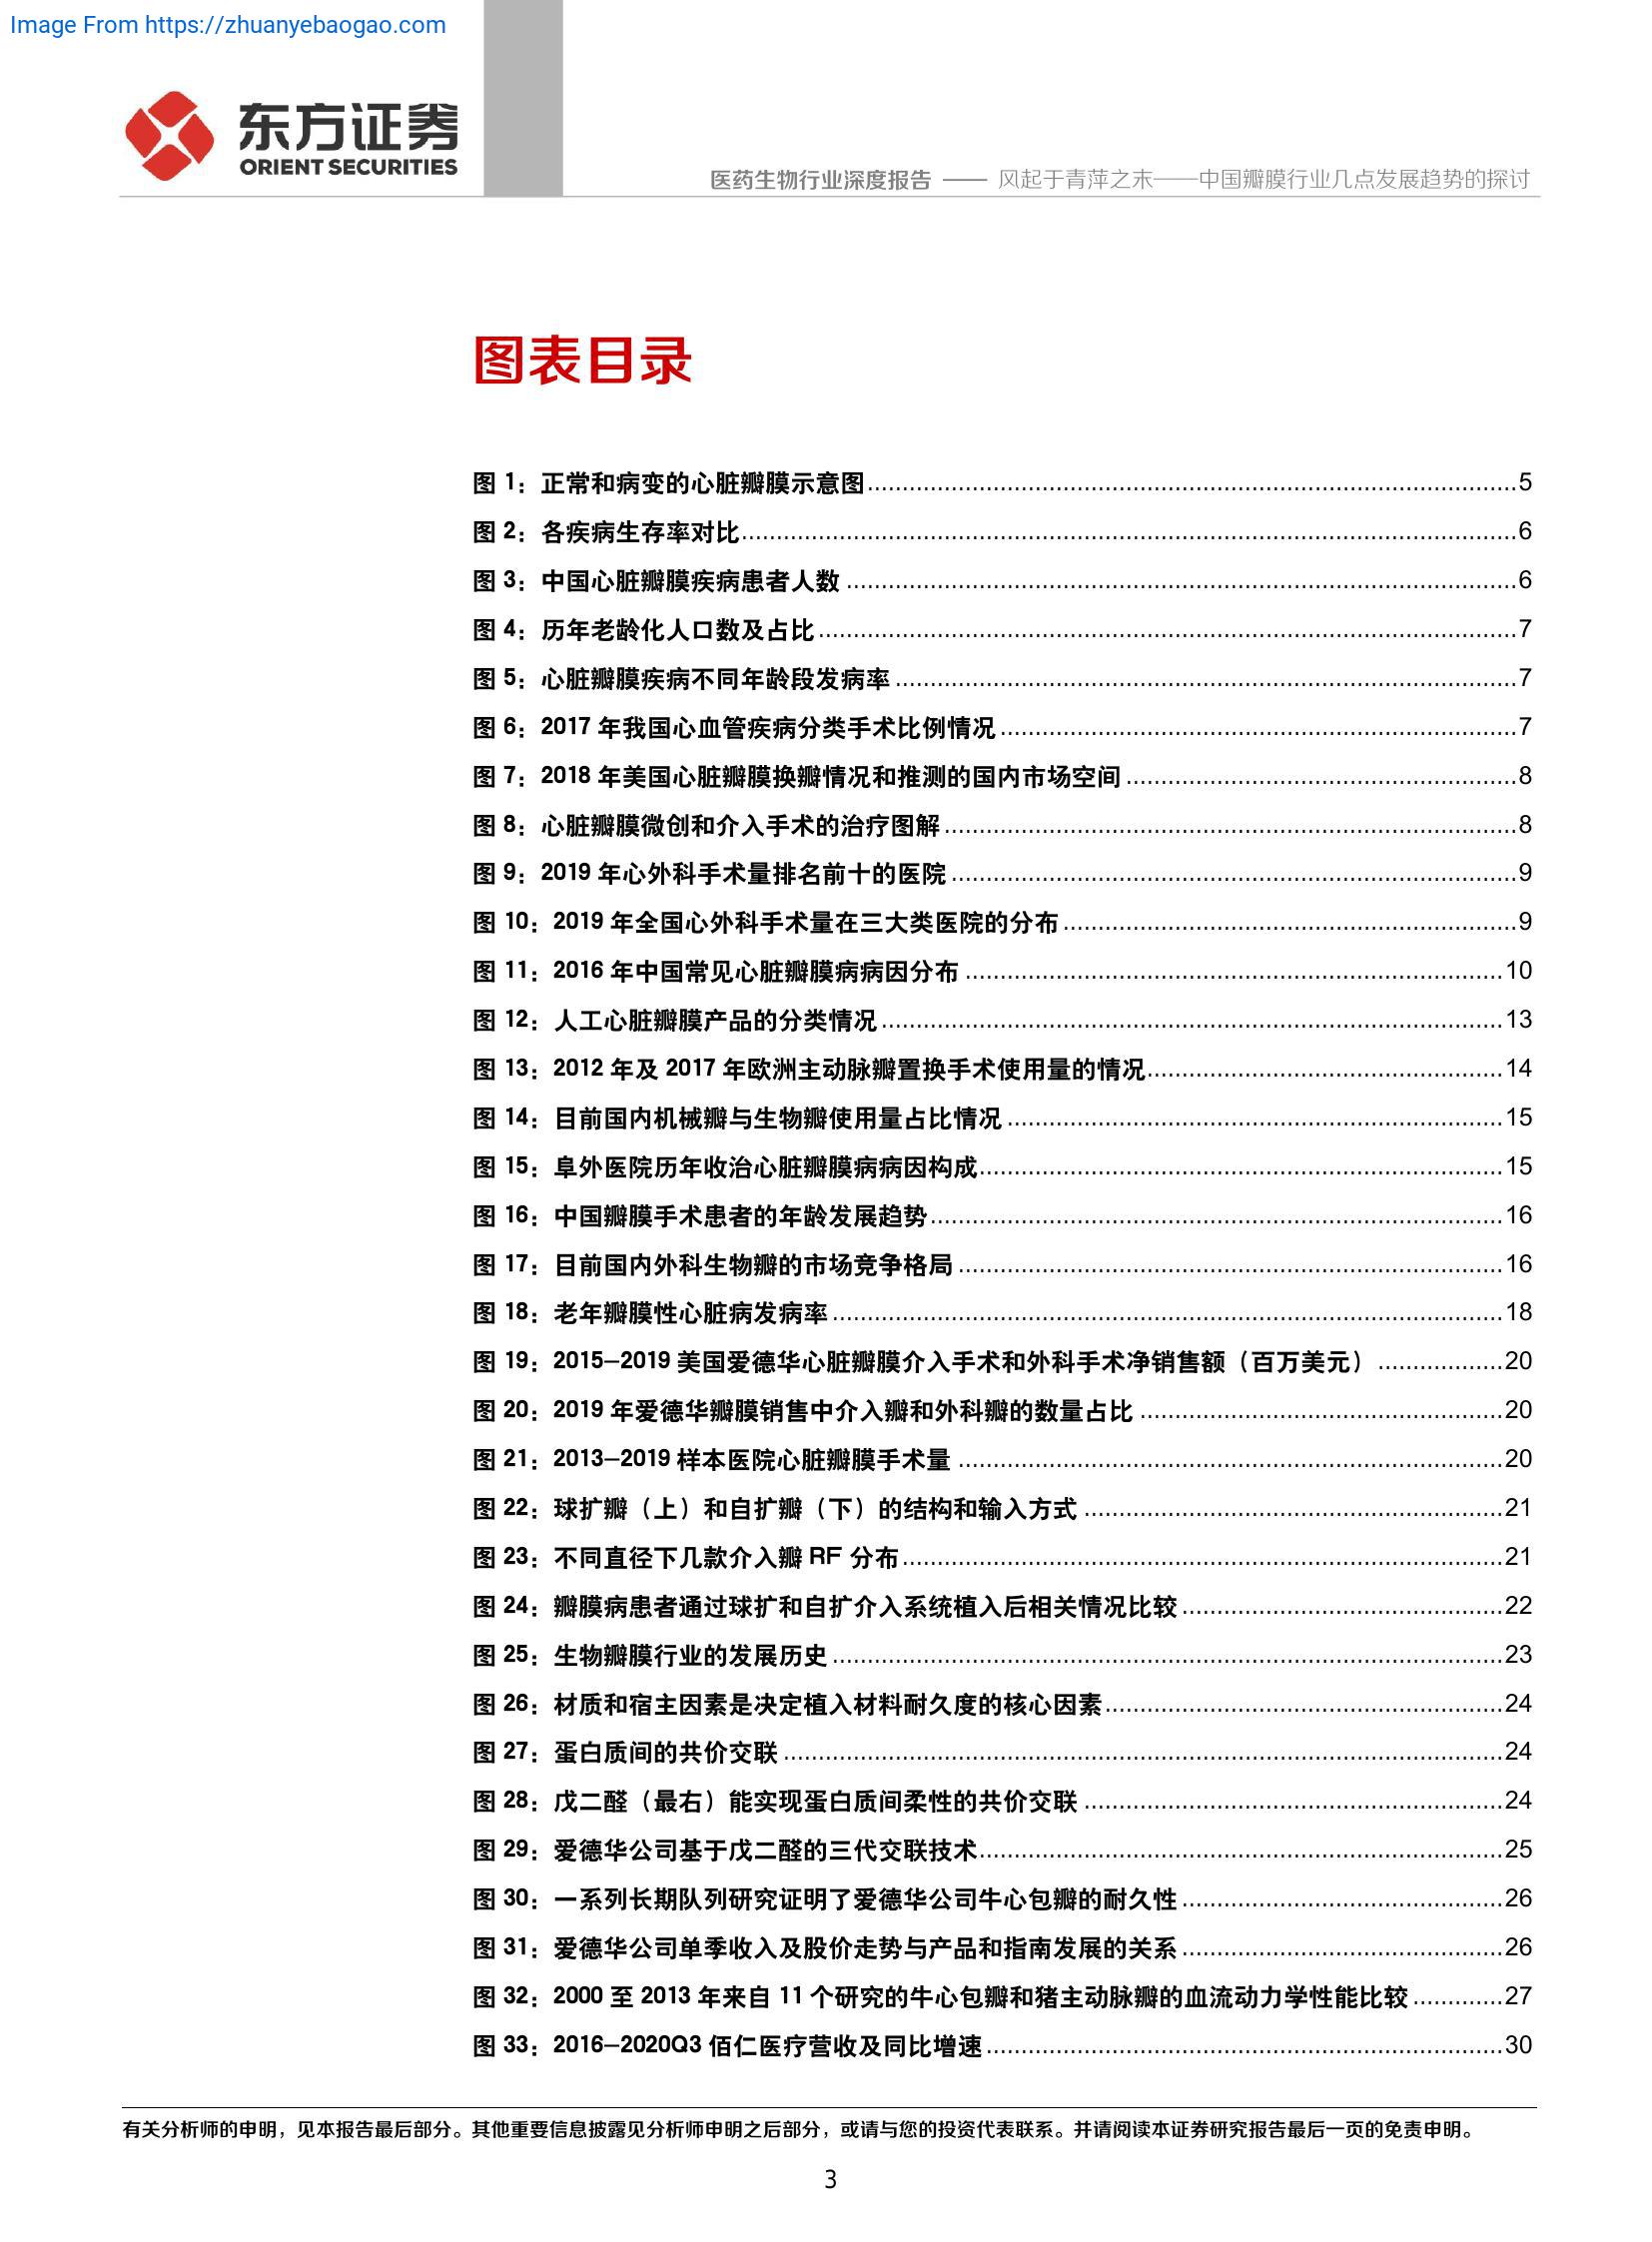 Image From https://zhuanyebaogao.com
东方证券
ORIENT SECURITIES
医药生物行业深度报告 —— 风起于青萍之末——中国瓣膜行业几点发展趋势的探讨
图表目录
图 1：正常和病变的心脏瓣膜示意图....................5
图 2：各疾病生存率对比....................6
图 3：中国心脏瓣膜疾病患者人数....................6
图 4：历年老龄化人口数及占比....................7
图 5：心脏瓣膜疾病不同年龄段发病率....................7
图 6：2017 年我国心血管疾病分类手术比例情况....................7
图 7：2018 年美国心脏瓣膜换瓣情况和推测的国内市场空间....................8
图 8：心脏瓣膜微创和介入手术的治疗图解....................8
图 9：2019 年心外科手术量排名前十的医院....................9
图 10：2019 年全国心外科手术量在三大类医院的分布....................9
图 11：2016 年中国常见心脏瓣膜病病因分布....................10
图 12：人工心脏瓣膜产品的分类情况....................13
图 13：2012 年及 2017 年欧洲主动脉瓣置换手术使用量的情况....................14
图 14：目前国内机械瓣与生物瓣使用量占比情况....................15
图 15：阜外医院历年收治心脏瓣膜病病因构成....................15
图 16：中国瓣膜手术患者的年龄发展趋势....................16
图 17：目前国内外科生物瓣的市场竞争格局....................16
图 18：老年瓣膜性心脏病发病率....................18
图 19：2015-2019 美国爱德华心脏瓣膜介入手术和外科手术净销售额（百万美元）....................20
图 20：2019 年爱德华瓣膜销售中介入瓣和外科瓣的数量占比....................20
图 21：2013-2019 样本医院心脏瓣膜手术量....................20
图 22：球扩瓣（上）和自扩瓣（下）的结构和输入方式....................21
图 23：不同直径下几款介入瓣 RF 分布....................21
图 24：瓣膜病患者通过球扩和自扩介入系统植入后相关情况比较....................22
图 25：生物瓣膜行业的发展历史....................23
图 26：材质和宿主因素是决定植入材料耐久度的核心因素....................24
图 27：蛋白质间的共价交联....................24
图 28：戊二醛（最右）能实现蛋白质间柔性的共价交联....................24
图 29：爱德华公司基于戊二醛的三代交联技术....................25
图 30：一系列长期队列研究证明了爱德华公司牛心包瓣的耐久性....................26
图 31：爱德华公司单季收入及股价走势与产品和指南发展的关系....................26
图 32：2000 至 2013 年来自 11 个研究的牛心包瓣和猪主动脉瓣的血流动力学性能比较....................27
图 33：2016-2020Q3 佰仁医疗营收及同比增速....................30
有关分析师的申明，见本报告最后部分。其他重要信息披露见分析师申明之后部分，或请与您的投资代表联系。并请阅读本证券研究报告最后一页的免责申明。
3